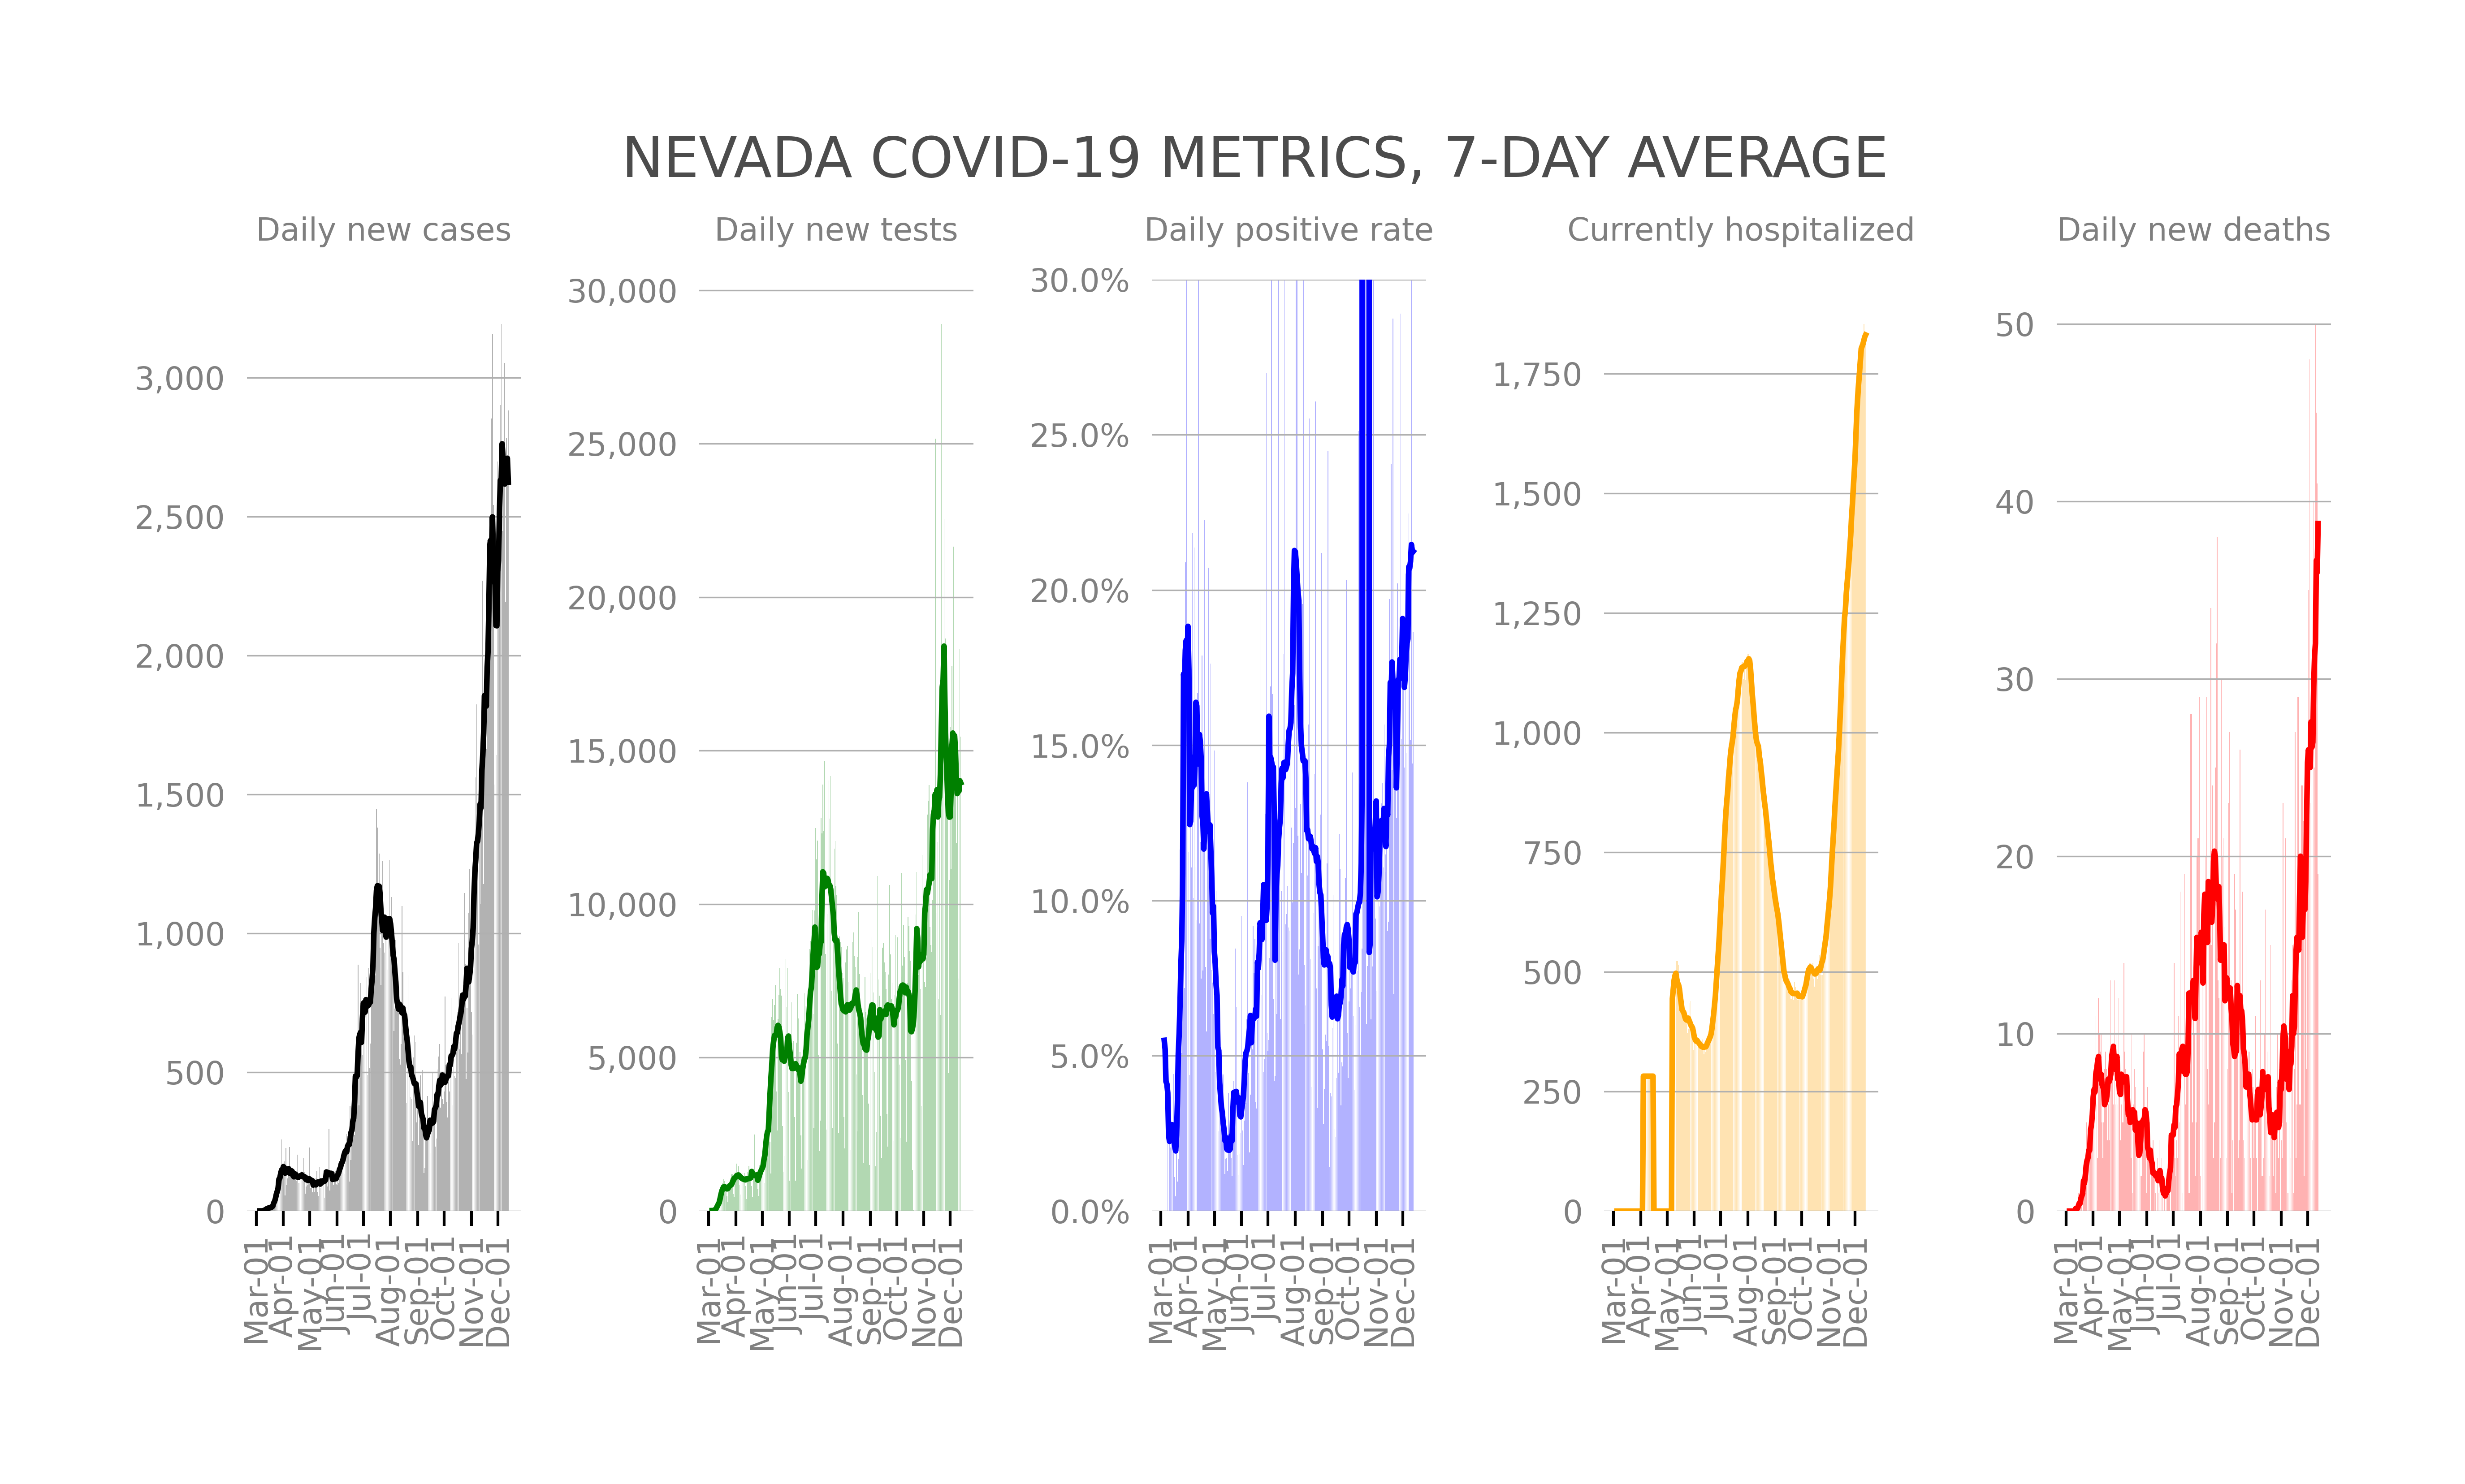 NEVADA COVID-19 METRICS, 7-DAY AVERAGE
Daily new cases
3,000
2,500
2,000
1,500
1,000
500
0
Mar-01
Apr-01
May-01
Jun-01
Jul-01
Aug-01
Sep-01
Oct-01
Nov-01
Dec-01
Daily new tests
30,000
25,000
20,000
15,000
10,000
5,000
0
Mar-01
Apr-01
May-01
Jun-01
Jul-01
Aug-01
Sep-01
Oct-01
Nov-01
Dec-01
Daily positive rate
30.0%
25.0%
20.0%
15.0%
10.0%
5.0%
0.0%
Mar-01
Apr-01
May-01
Jun-01
Jul-01
Aug-01
Sep-01
Oct-01
Nov-01
Dec-01
Currently hospitalized
1,750
1,500
1,250
1,000
750
500
250
0
Mar-01
Apr-01
May-01
Jun-01
Jul-01
Aug-01
Sep-01
Oct-01
Nov-01
Dec-01
Daily new deaths
50
40
30
20
10
0
Mar-01
Apr-01
May-01
Jun-01
Jul-01
Aug-01
Sep-01
Oct-01
Nov-01
Dec-01